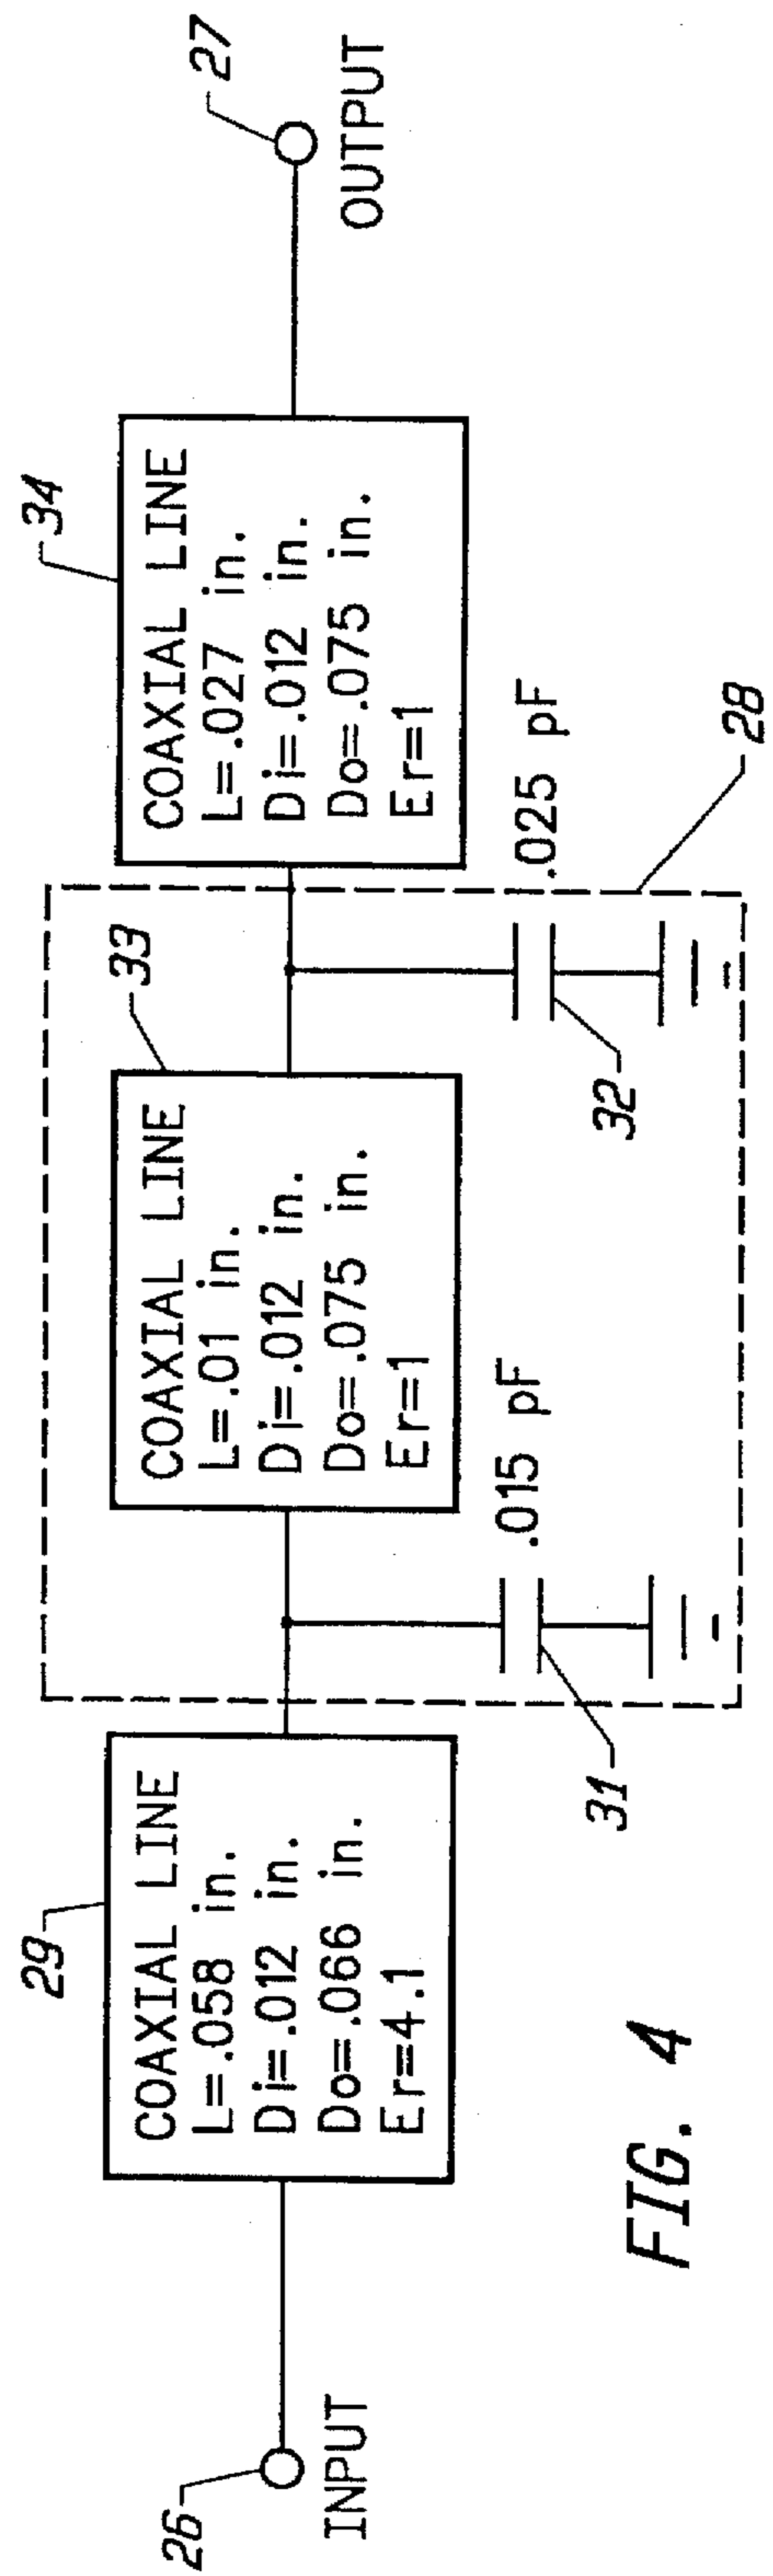 26
INPUT
29
COAXIAL LINE
L=.058 in.
Di=.012 in.
Do=.066 in.
Er=4.1
31
.015 pF
33
COAXIAL LINE
L=.01 in.
Di=.012 in.
Do=.075 in.
Er=1
32
.025 pF
28
34
COAXIAL LINE
L=.027 in.
Di=.012 in.
Do=.075 in.
Er=1
27
OUTPUT
FIG. 4